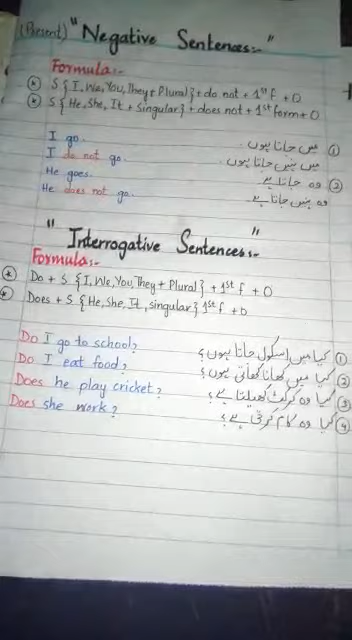 (Present) "Negative Sentences:-"
Formula:-
* S{I, We, You, They + Plural} + do not + 1st f + O
* S{He, She, It + Singular} + does not + 1st form + O
I go. میں جاتا ہوں۔ ①
I do not go. میں نہیں جاتا ہوں۔
He goes. وہ جاتا ہے ②
He does not go. وہ نہیں جاتا ہے۔
"Interrogative Sentences:-"
Formula:-
* Do + S {I, We, You, They + Plural} + 1st f + O
* Does + S {He, She, It, singular} 1st f + O
Do I go to school? کیا میں اسکول جاتا ہوں؟ ①
Do I eat food? کیا میں کھانا کھاتی ہوں؟ ②
Does he play cricket? کیا وہ کرکٹ کھیلتا ہے؟ ③
Does she work? کیا وہ کام کرتی ہے؟ ④